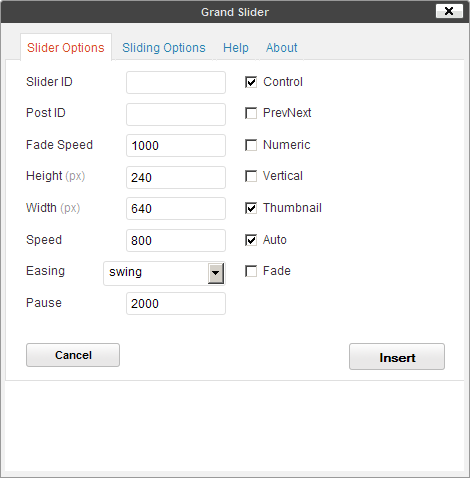 Grand Slider
Slider Options Sliding Options Help About
Slider ID Control
Post ID PrevNext
Fade Speed 1000 Numeric
Height (px) 240 Vertical
Width (px) 640 Thumbnail
Speed 800 Auto
Easing swing Fade
Pause 2000
Cancel Insert